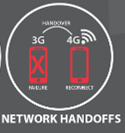 HANDOVER
3G 4G
FAILURE RECONNECT
NETWORK HANDOFFS